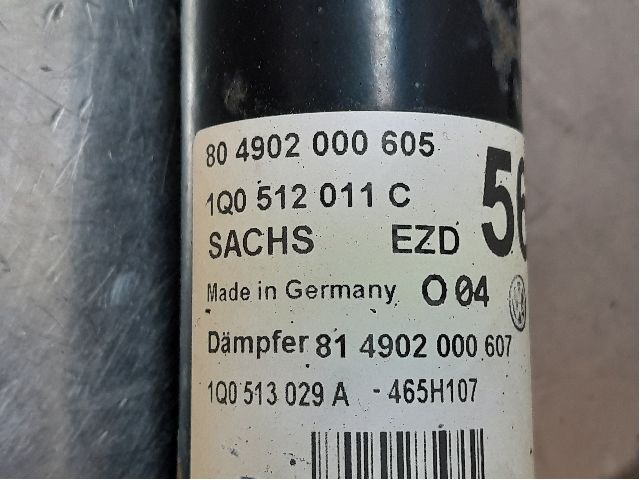 80 4902 000 605
1Q0 512 011 C
SACHS EZD 56
Made in Germany O 04
Dämpfer 81 4902 000 607
1Q0 513 029 A - 465H107